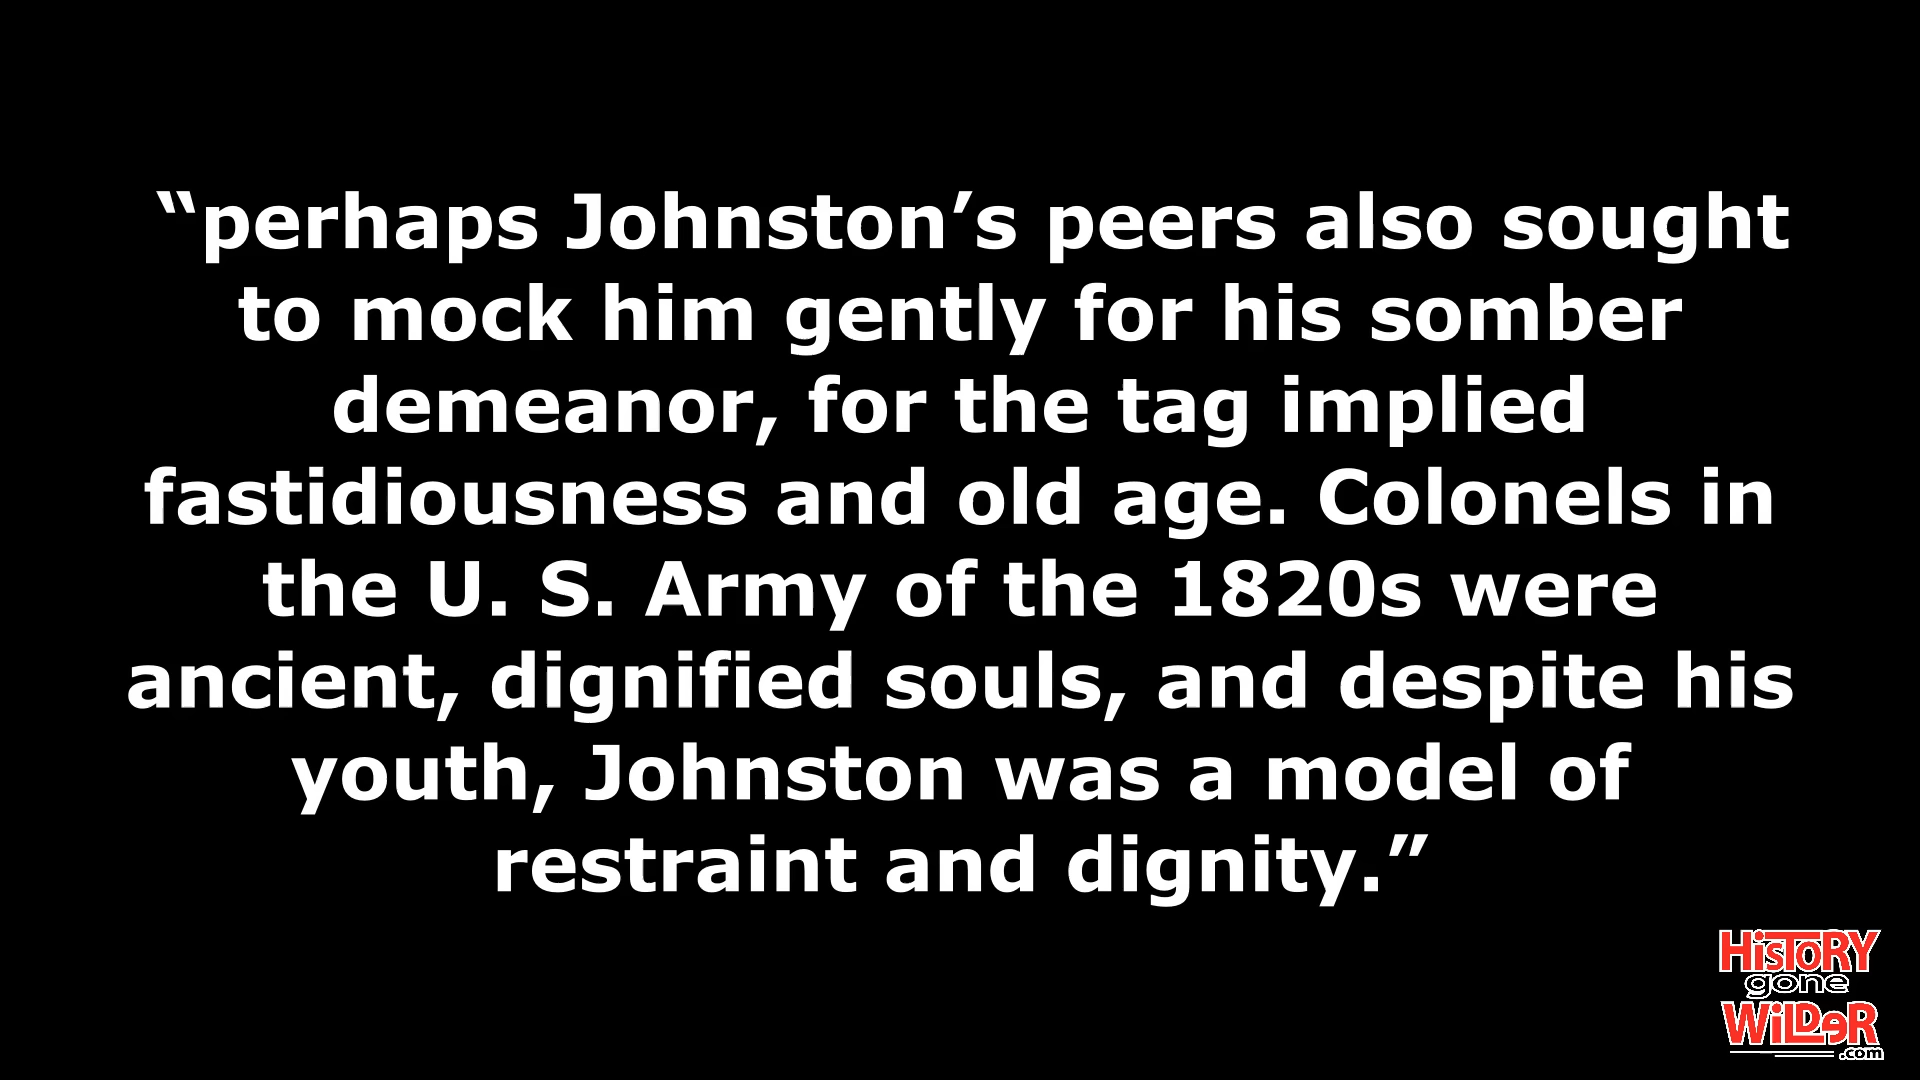 “perhaps Johnston’s peers also sought
to mock him gently for his somber
demeanor, for the tag implied
fastidiousness and old age. Colonels in
the U. S. Army of the 1820s were
ancient, dignified souls, and despite his
youth, Johnston was a model of
restraint and dignity.”
HiSTORY
gone
WiLDeR
.com